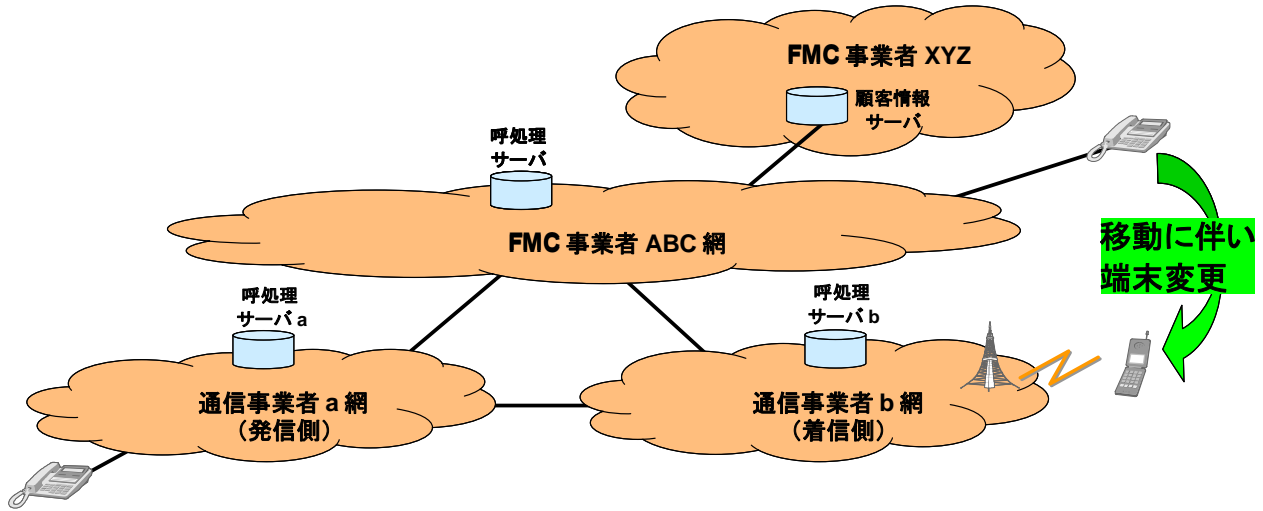 FMC 事業者 XYZ
顧客情報
サーバ
呼処理
サーバ
FMC 事業者 ABC 網
移動に伴い
端末変更
呼処理
サーバ a
呼処理
サーバ b
通信事業者 a 網
（発信側）
通信事業者 b 網
（着信側）